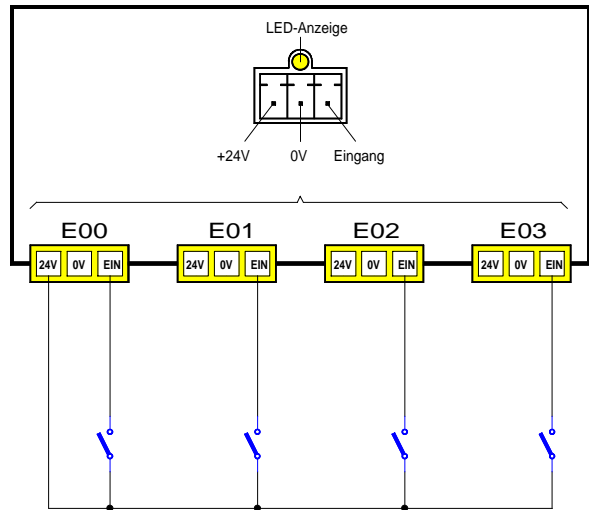 LED-Anzeige
+24V 0V Eingang
E00 E01 E02 E03
24V 0V EIN 24V 0V EIN 24V 0V EIN 24V 0V EIN